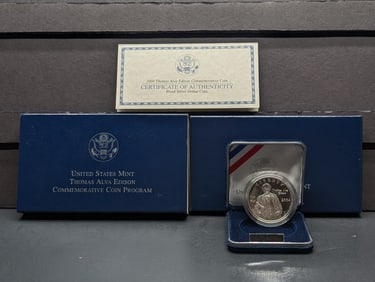 2004 Thomas Alva Edison Commemorative Coin
CERTIFICATE OF AUTHENTICITY
Proof Silver Dollar Coin
UNITED STATES MINT
THOMAS ALVA EDISON
COMMEMORATIVE COIN PROGRAM
2004